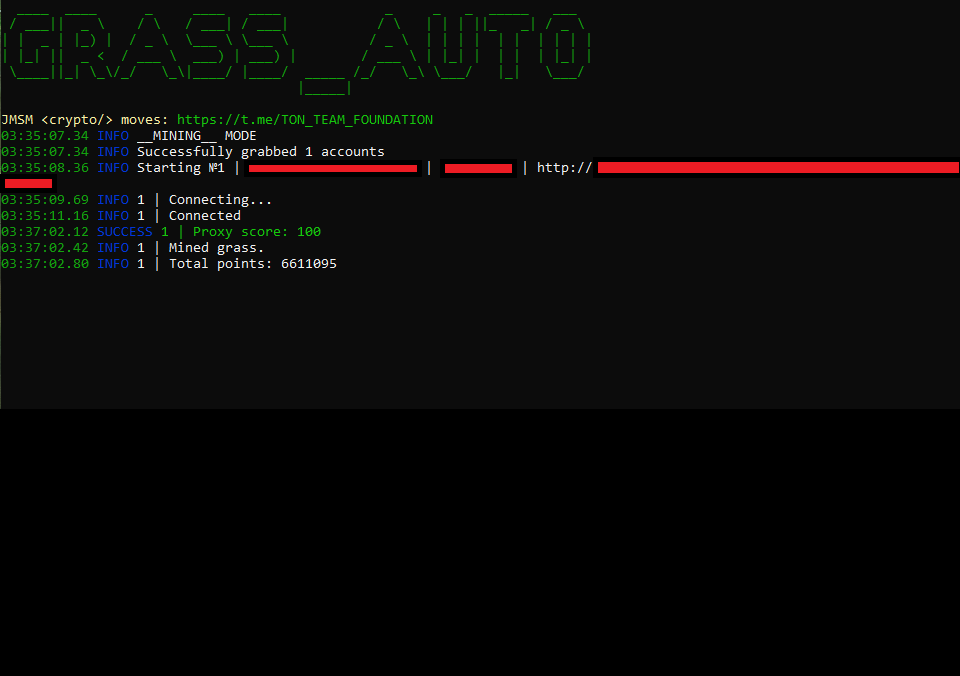 GRASS_AUTO
JMSM <crypto/> moves: https://t.me/TON_TEAM_FOUNDATION
03:35:07.34 INFO __MINING__ MODE
03:35:07.34 INFO Successfully grabbed 1 accounts
03:35:08.36 INFO Starting №1 | | | http://
03:35:09.69 INFO 1 | Connecting...
03:35:11.16 INFO 1 | Connected
03:37:02.12 SUCCESS 1 | Proxy score: 100
03:37:02.42 INFO 1 | Mined grass.
03:37:02.80 INFO 1 | Total points: 6611095